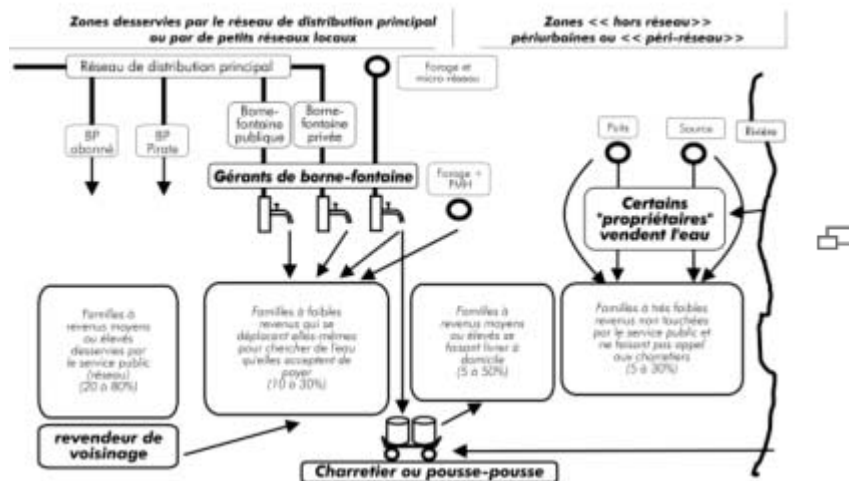 Zones desservies par le réseau de distribution principal
ou par de petits réseaux locaux
Zones << hors réseau>>
périurbaines ou << péri-réseau>>
Réseau de distribution principal
Forage et
micro réseau
BP
abonné
BP
Pirate
Borne-
fontaine
publique
Borne-
fontaine
privée
Puits
Source
Rivière
Gérants de borne-fontaine
Forage +
PMH
Certains
"propriétaires"
vendent l'eau
Familles à
revenus moyens
ou élevés
desservies par
le service public
(réseau)
(20 à 80%)
Familles à faibles
revenus qui se
déplacant elles-mêmes
pour chercher de l'eau
qu'elles acceptent de
payer
(10 à 30%)
Familles à
revenus moyens
ou élevés se
faisant livrer à
domicile
(5 à 50%)
Familles à très faibles
revenus non touchées
par le service public et
ne faisant pas appel
aux charretiers
(5 à 30%)
revendeur de
voisinage
Charretier ou pousse-pousse